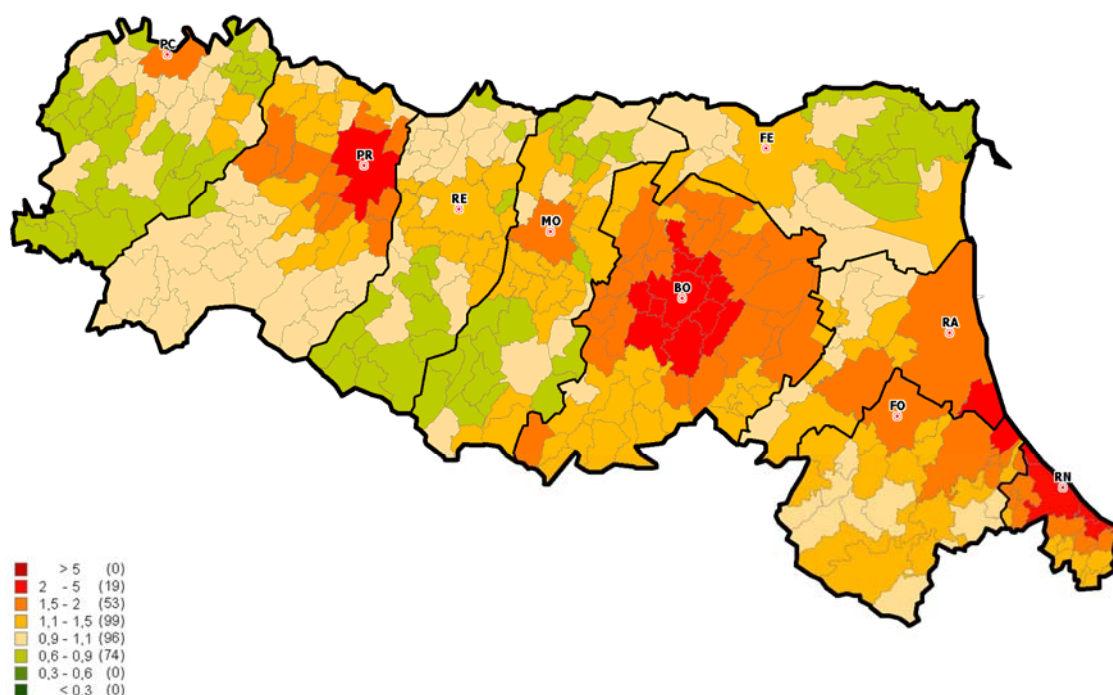 PC
FE
PR
RE
MO
BO
RA
FO
RN
> 5 (0)
2 - 5 (19)
1,5 - 2 (53)
1,1 - 1,5 (99)
0,9 - 1,1 (96)
0,6 - 0,9 (74)
0,3 - 0,6 (0)
< 0,3 (0)